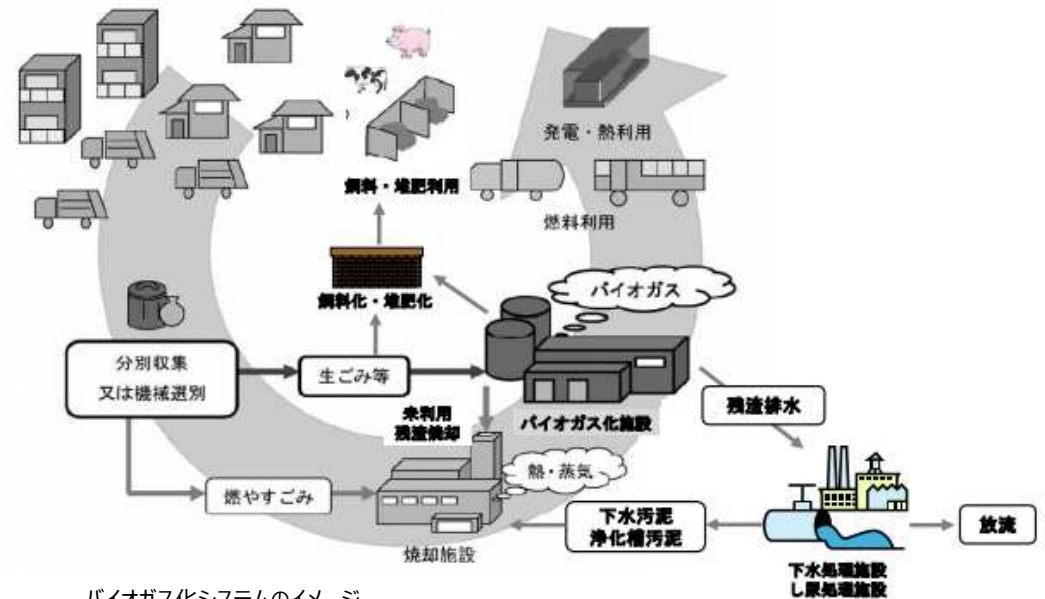 発電・熱利用
飼料・堆肥利用
燃料利用
バイオガス
飼料化・堆肥化
分別収集
又は機械選別
生ごみ等
未利用
残渣焼却
バイオガス化施設
残渣排水
熱・蒸気
燃やすごみ
下水汚泥
浄化槽汚泥
放流
焼却施設
下水処理施設
し尿処理施設
バイオガス化システムのイメージ